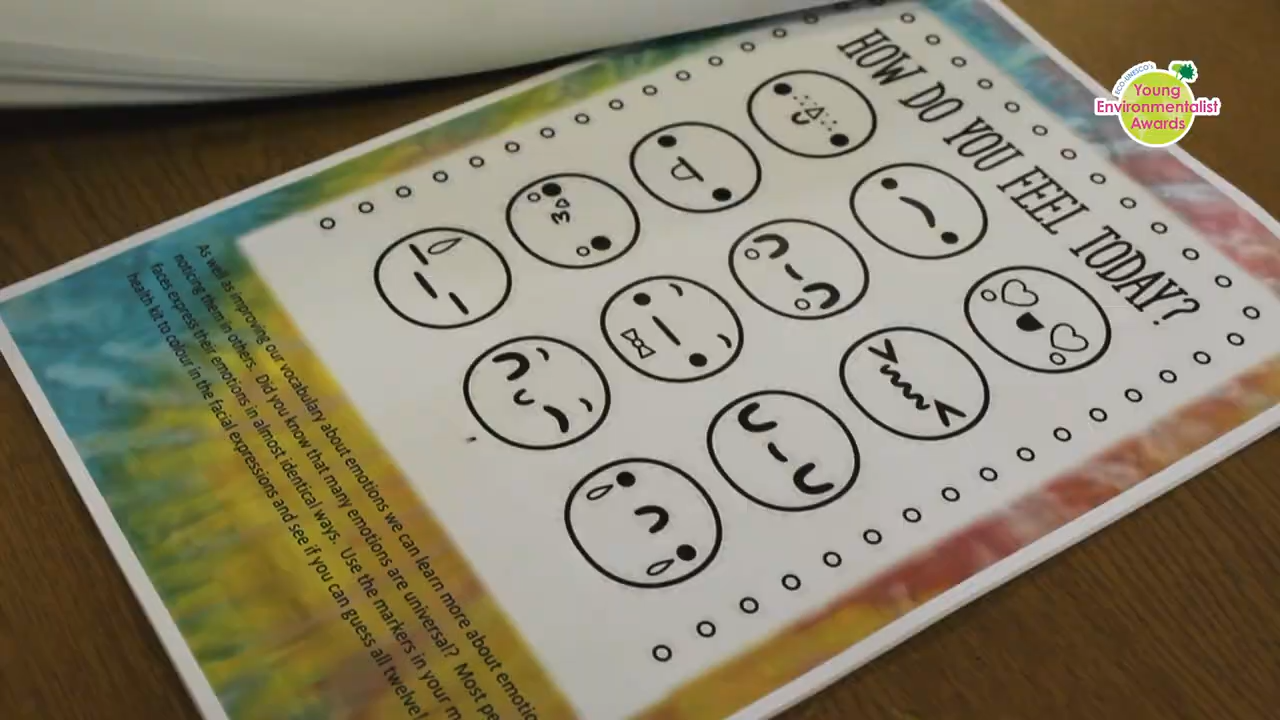 HOW DO YOU FEEL TODAY?
As well as improving our vocabulary about emotions we can learn more about
noticing them in others. Did you know that many emotions are universal? Most
faces express their emotions in almost identical ways. Use the markers in your
health kit to colour in the facial expressions and see if you can guess all twelve!
ECO-UNESCO's
Young
Environmentalist
Awards